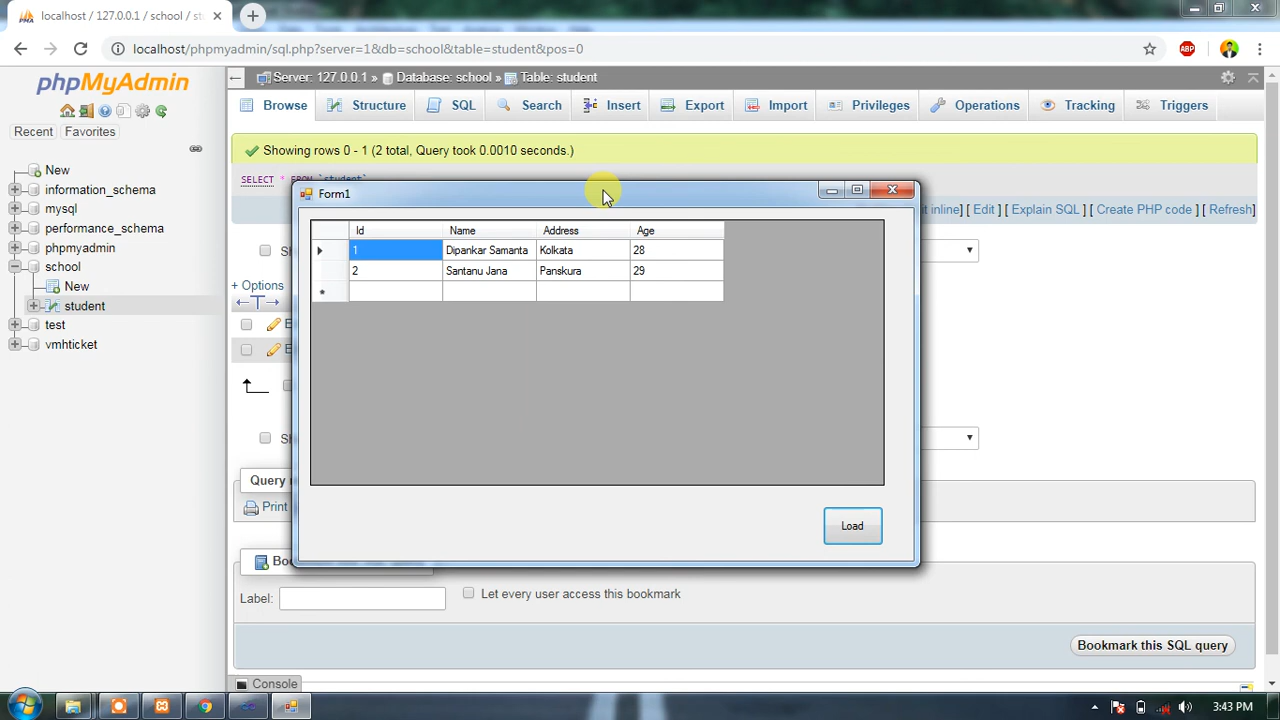 localhost / 127.0.0.1 / school / stu
localhost/phpmyadmin/sql.php?server=1&db=school&table=student&pos=0
ABP
phpMyAdmin
Server: 127.0.0.1 » Database: school » Table: student
Browse Structure SQL Search Insert Export Import Privileges Operations Tracking Triggers
Recent Favorites
Showing rows 0 - 1 (2 total, Query took 0.0010 seconds.)
New
information_schema
mysql
performance_schema
phpmyadmin
school
New
student
test
vmhticket
SELECT * FROM `student`
Form1
inline] [ Edit ] [ Explain SQL ] [ Create PHP code ] [ Refresh]
Id Name Address Age
1 Dipankar Samanta Kolkata 28
2 Santanu Jana Panskura 29
*
+ Options
Load
Query
Print
Label:
Let every user access this bookmark
Bookmark this SQL query
Console
3:43 PM